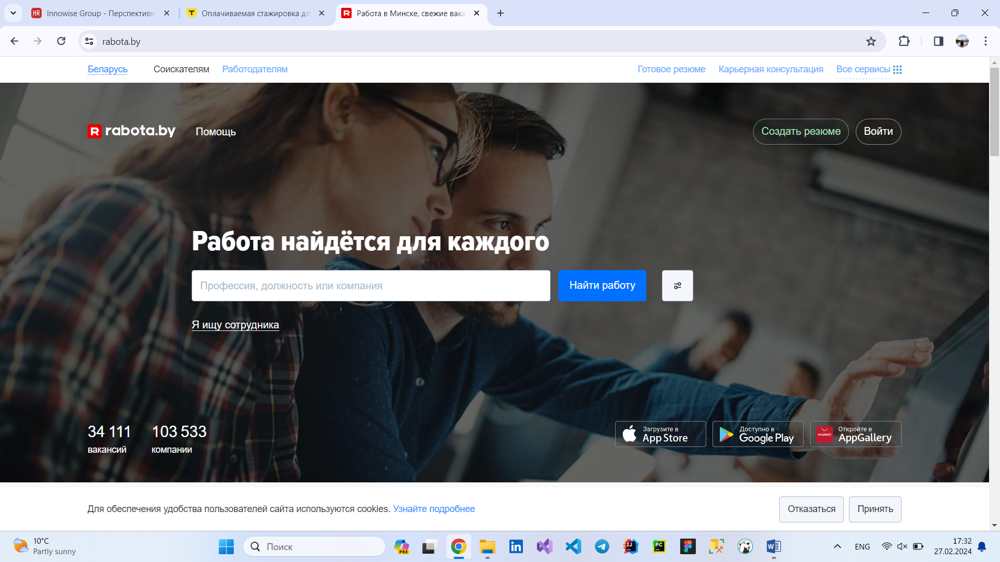 Innowise Group - Перспективн
Оплачиваемая стажировка дл
Работа в Минске, свежие вака
rabota.by
Беларусь
Соискателям
Работодателям
Готовое резюме
Карьерная консультация
Все сервисы
R rabota.by
Помощь
Создать резюме
Войти
Работа найдётся для каждого
Профессия, должность или компания
Найти работу
Я ищу сотрудника
34 111
вакансий
103 533
компании
Загрузите в
App Store
Доступно в
Google Play
HUAWEI
Откройте в
AppGallery
Для обеспечения удобства пользователей сайта используются cookies. Узнайте подробнее
Отказаться
Принять
10°C
Partly sunny
Поиск
PRE
ENG
17:32
27.02.2024